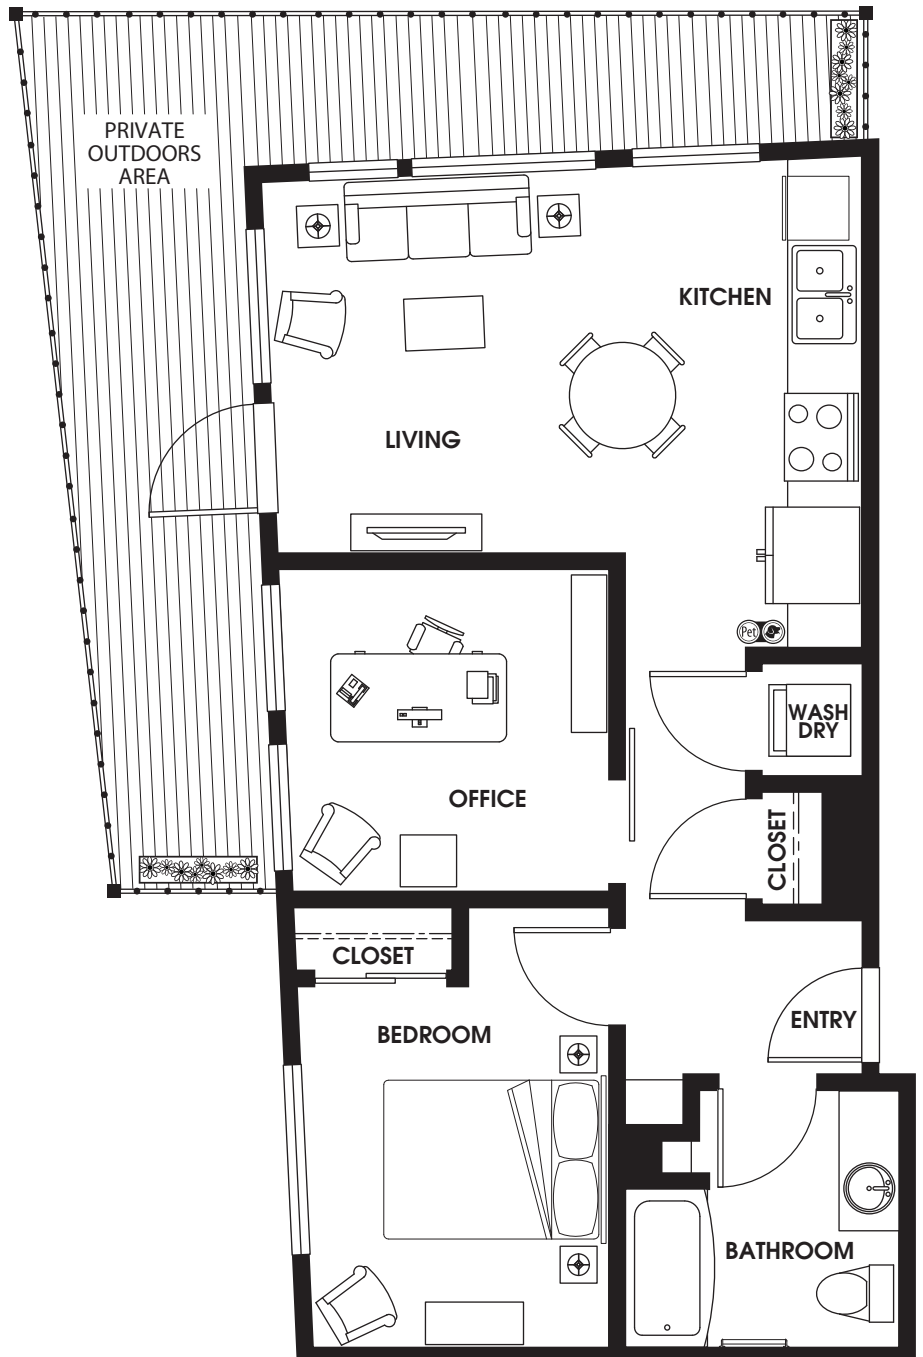 PRIVATE
OUTDOORS
AREA
KITCHEN
LIVING
Pet
WASH
DRY
OFFICE
CLOSET
CLOSET
ENTRY
BEDROOM
BATHROOM